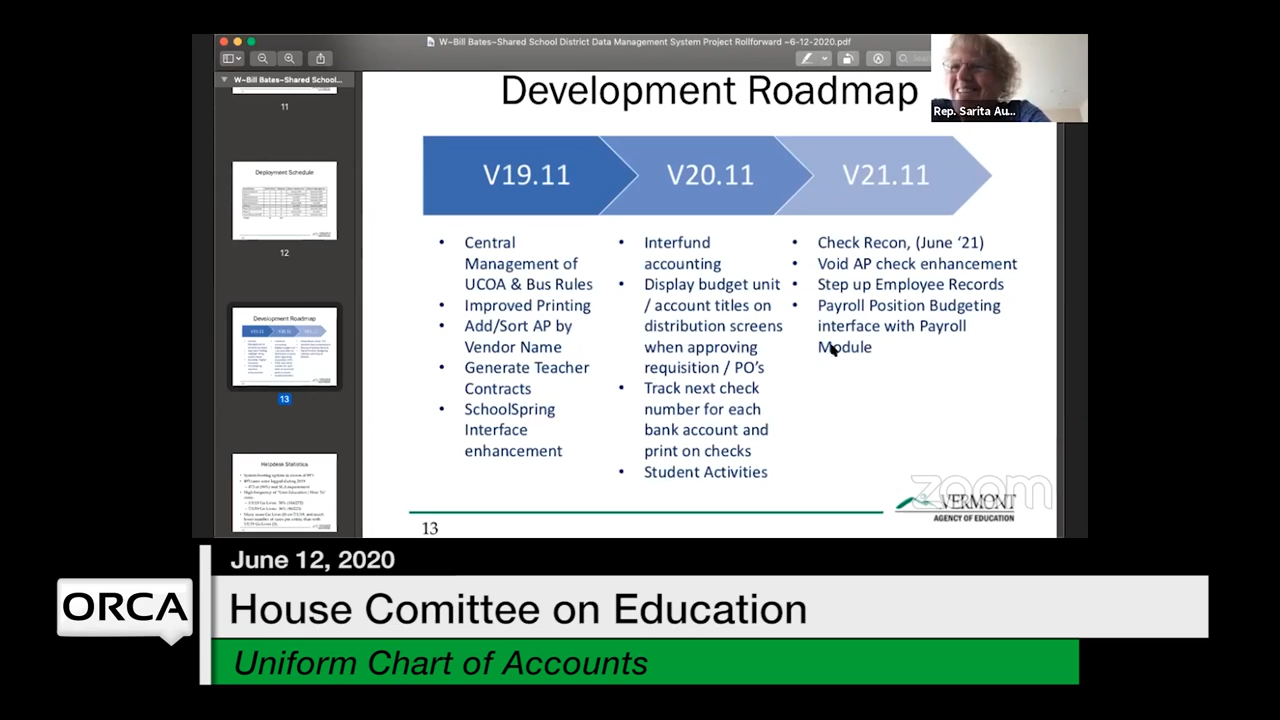 W~Bill Bates~Shared School District Data Management System Project Rollforward ~6-12-2020.pdf
W~Bill Bates~Shared School...
11
Deployment Schedule
12
Development Roadmap
13
Helpdesk Statistics
Development Roadmap
Rep. Sarita Au...
V19.11
V20.11
V21.11
• Central
Management of
UCOA & Bus Rules
• Improved Printing
• Add/Sort AP by
Vendor Name
• Generate Teacher
Contracts
• SchoolSpring
Interface
enhancement
• Interfund
accounting
• Display budget unit
/ account titles on
distribution screens
when approving
requisition / PO's
• Track next check
number for each
bank account and
print on checks
• Student Activities
• Check Recon, (June '21)
• Void AP check enhancement
• Step up Employee Records
• Payroll Position Budgeting
interface with Payroll
Module
zoom
VERMONT
AGENCY OF EDUCATION
13
June 12, 2020
ORCA
House Comittee on Education
Uniform Chart of Accounts